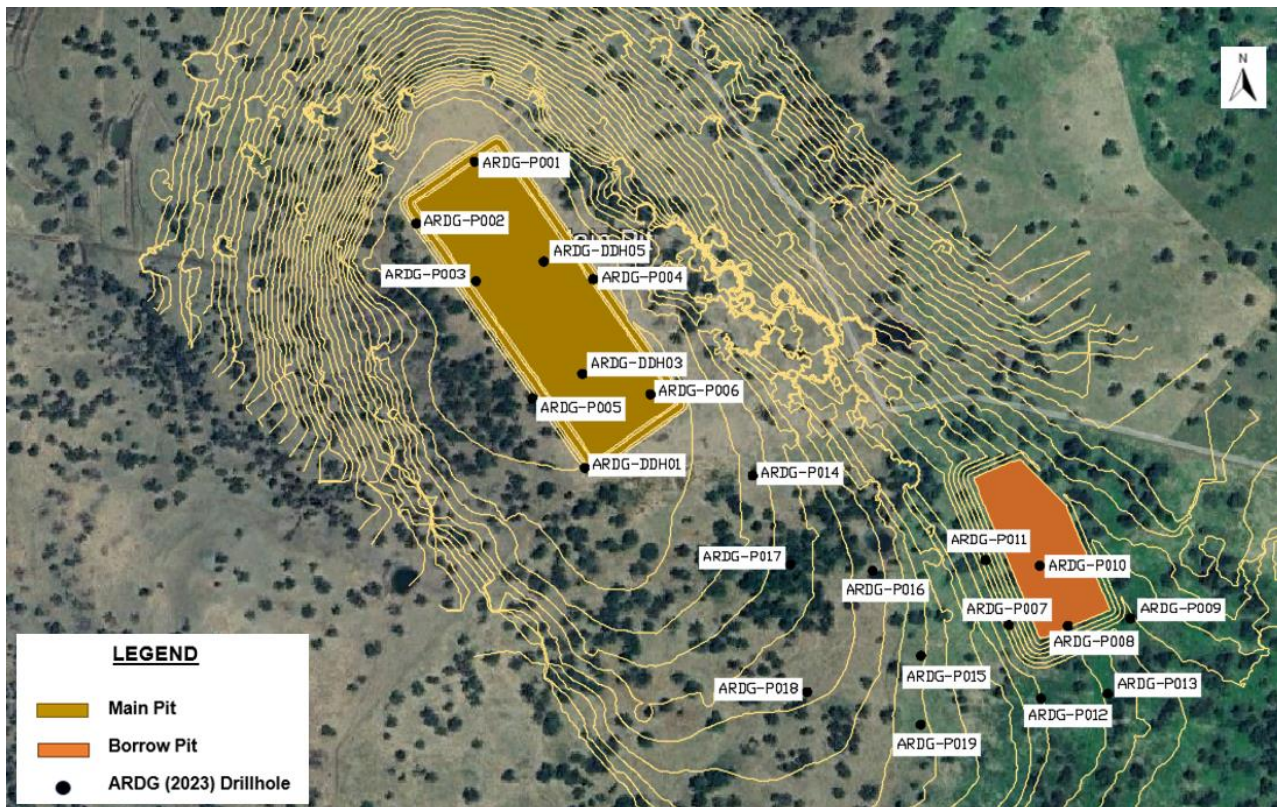 N
ARDG-P001
ARDG-P002
ARDG-DDH05
ARDG-P003
ARDG-P004
ARDG-DDH03
ARDG-P006
ARDG-P005
ARDG-DDH01
ARDG-P014
ARDG-P011
ARDG-P017
ARDG-P010
ARDG-P016
ARDG-P007
ARDG-P009
ARDG-P008
ARDG-P015
ARDG-P018
ARDG-P013
ARDG-P012
ARDG-P019
LEGEND
Main Pit
Borrow Pit
ARDG (2023) Drillhole